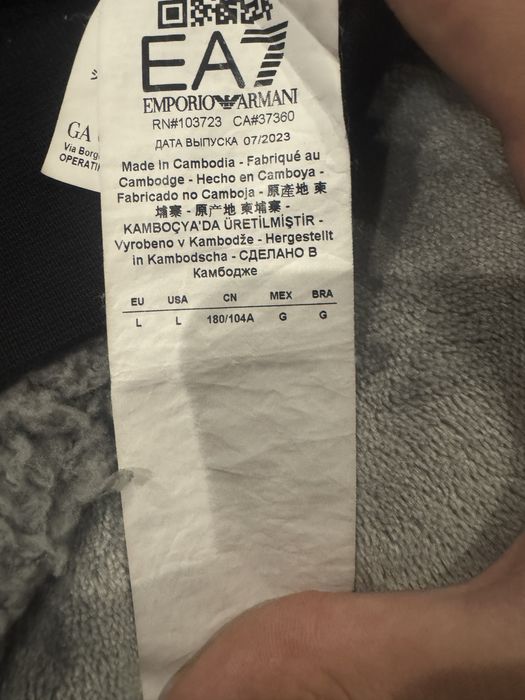 EA7
EMPORIO ARMANI
RN#103723 CA#37360
ДАТА ВЫПУСКА 07/2023
Made in Cambodia - Fabriqué au
Cambodge - Hecho en Camboya -
Fabricado no Camboja - 原產地 柬
埔寨 - 原产地 柬埔寨 -
KAMBOÇYA'DA ÜRETİLMİŞTİR -
Vyrobeno v Kambodže - Hergestellt
in Kambodscha - СДЕЛАНО В
Камбодже
EU USA CN MEX BRA
L L 180/104A G G
GA
Via Borg
OPERATI